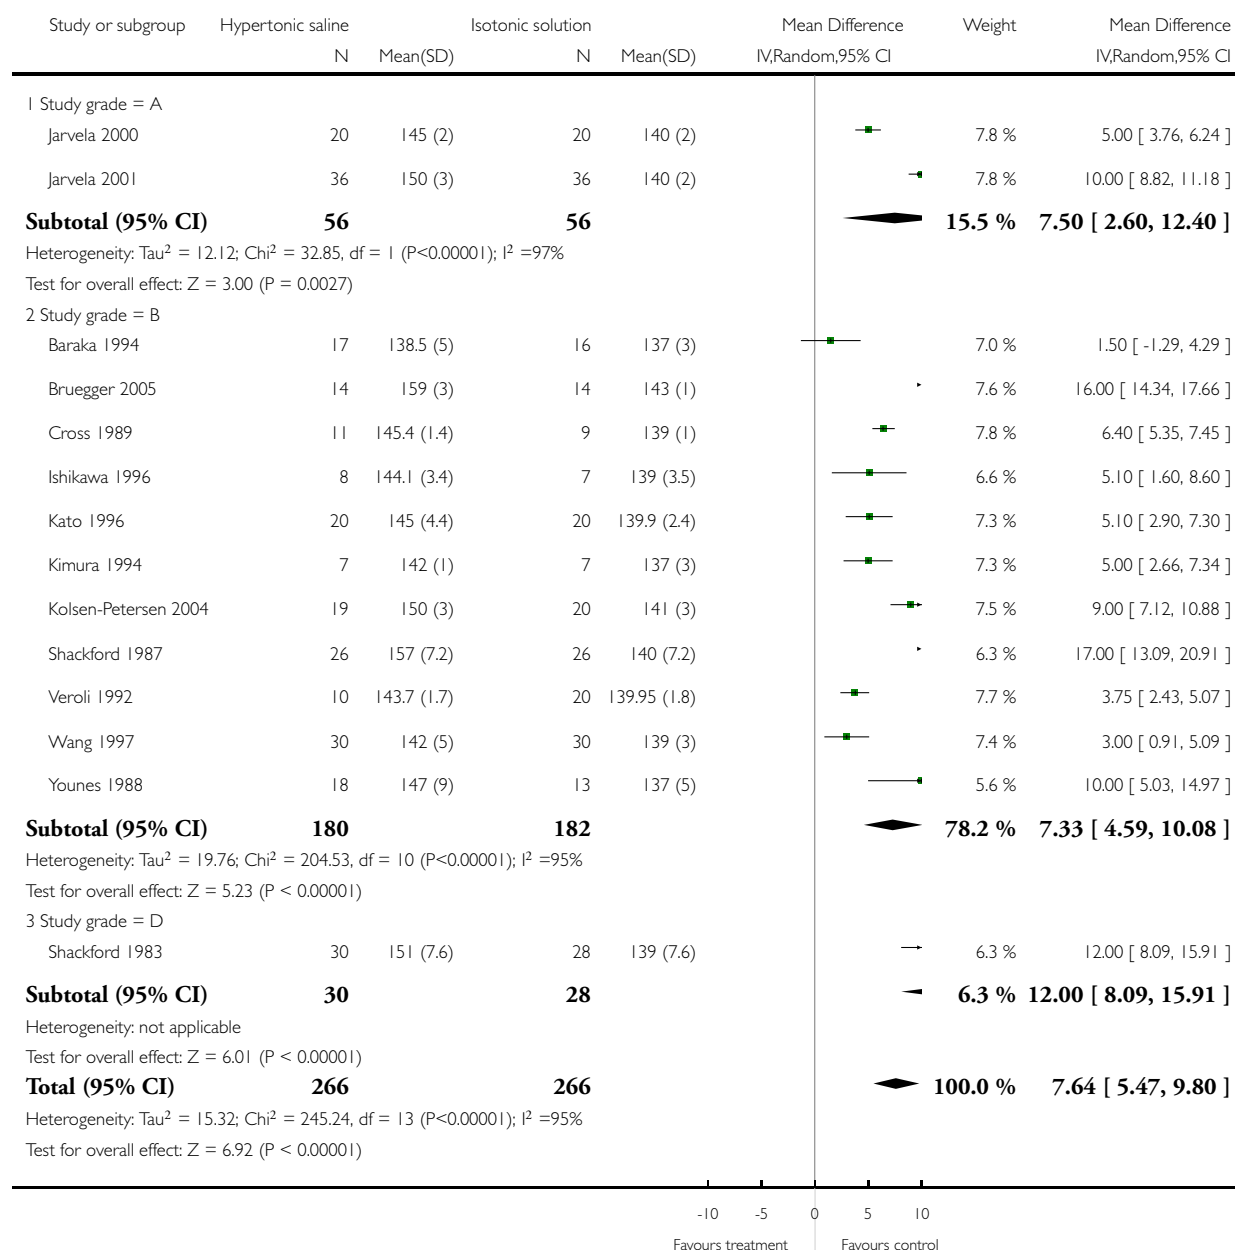 Study or subgroup Hypertonic saline Isotonic solution Mean Difference Weight Mean Difference
N Mean(SD) N Mean(SD) IV,Random,95% CI IV,Random,95% CI
1 Study grade = A
Jarvela 2000 20 145 (2) 20 140 (2) 7.8 % 5.00 [ 3.76, 6.24 ]
Jarvela 2001 36 150 (3) 36 140 (2) 7.8 % 10.00 [ 8.82, 11.18 ]
Subtotal (95% CI) 56 56 15.5 % 7.50 [ 2.60, 12.40 ]
Heterogeneity: Tau² = 12.12; Chi² = 32.85, df = 1 (P<0.00001); I² =97%
Test for overall effect: Z = 3.00 (P = 0.0027)
2 Study grade = B
Baraka 1994 17 138.5 (5) 16 137 (3) 7.0 % 1.50 [ -1.29, 4.29 ]
Bruegger 2005 14 159 (3) 14 143 (1) 7.6 % 16.00 [ 14.34, 17.66 ]
Cross 1989 11 145.4 (1.4) 9 139 (1) 7.8 % 6.40 [ 5.35, 7.45 ]
Ishikawa 1996 8 144.1 (3.4) 7 139 (3.5) 6.6 % 5.10 [ 1.60, 8.60 ]
Kato 1996 20 145 (4.4) 20 139.9 (2.4) 7.3 % 5.10 [ 2.90, 7.30 ]
Kimura 1994 7 142 (1) 7 137 (3) 7.3 % 5.00 [ 2.66, 7.34 ]
Kolsen-Petersen 2004 19 150 (3) 20 141 (3) 7.5 % 9.00 [ 7.12, 10.88 ]
Shackford 1987 26 157 (7.2) 26 140 (7.2) 6.3 % 17.00 [ 13.09, 20.91 ]
Veroli 1992 10 143.7 (1.7) 20 139.95 (1.8) 7.7 % 3.75 [ 2.43, 5.07 ]
Wang 1997 30 142 (5) 30 139 (3) 7.4 % 3.00 [ 0.91, 5.09 ]
Younes 1988 18 147 (9) 13 137 (5) 5.6 % 10.00 [ 5.03, 14.97 ]
Subtotal (95% CI) 180 182 78.2 % 7.33 [ 4.59, 10.08 ]
Heterogeneity: Tau² = 19.76; Chi² = 204.53, df = 10 (P<0.00001); I² =95%
Test for overall effect: Z = 5.23 (P < 0.00001)
3 Study grade = D
Shackford 1983 30 151 (7.6) 28 139 (7.6) 6.3 % 12.00 [ 8.09, 15.91 ]
Subtotal (95% CI) 30 28 6.3 % 12.00 [ 8.09, 15.91 ]
Heterogeneity: not applicable
Test for overall effect: Z = 6.01 (P < 0.00001)
Total (95% CI) 266 266 100.0 % 7.64 [ 5.47, 9.80 ]
Heterogeneity: Tau² = 15.32; Chi² = 245.24, df = 13 (P<0.00001); I² =95%
Test for overall effect: Z = 6.92 (P < 0.00001)
-10 -5 0 5 10
Favours treatment Favours control